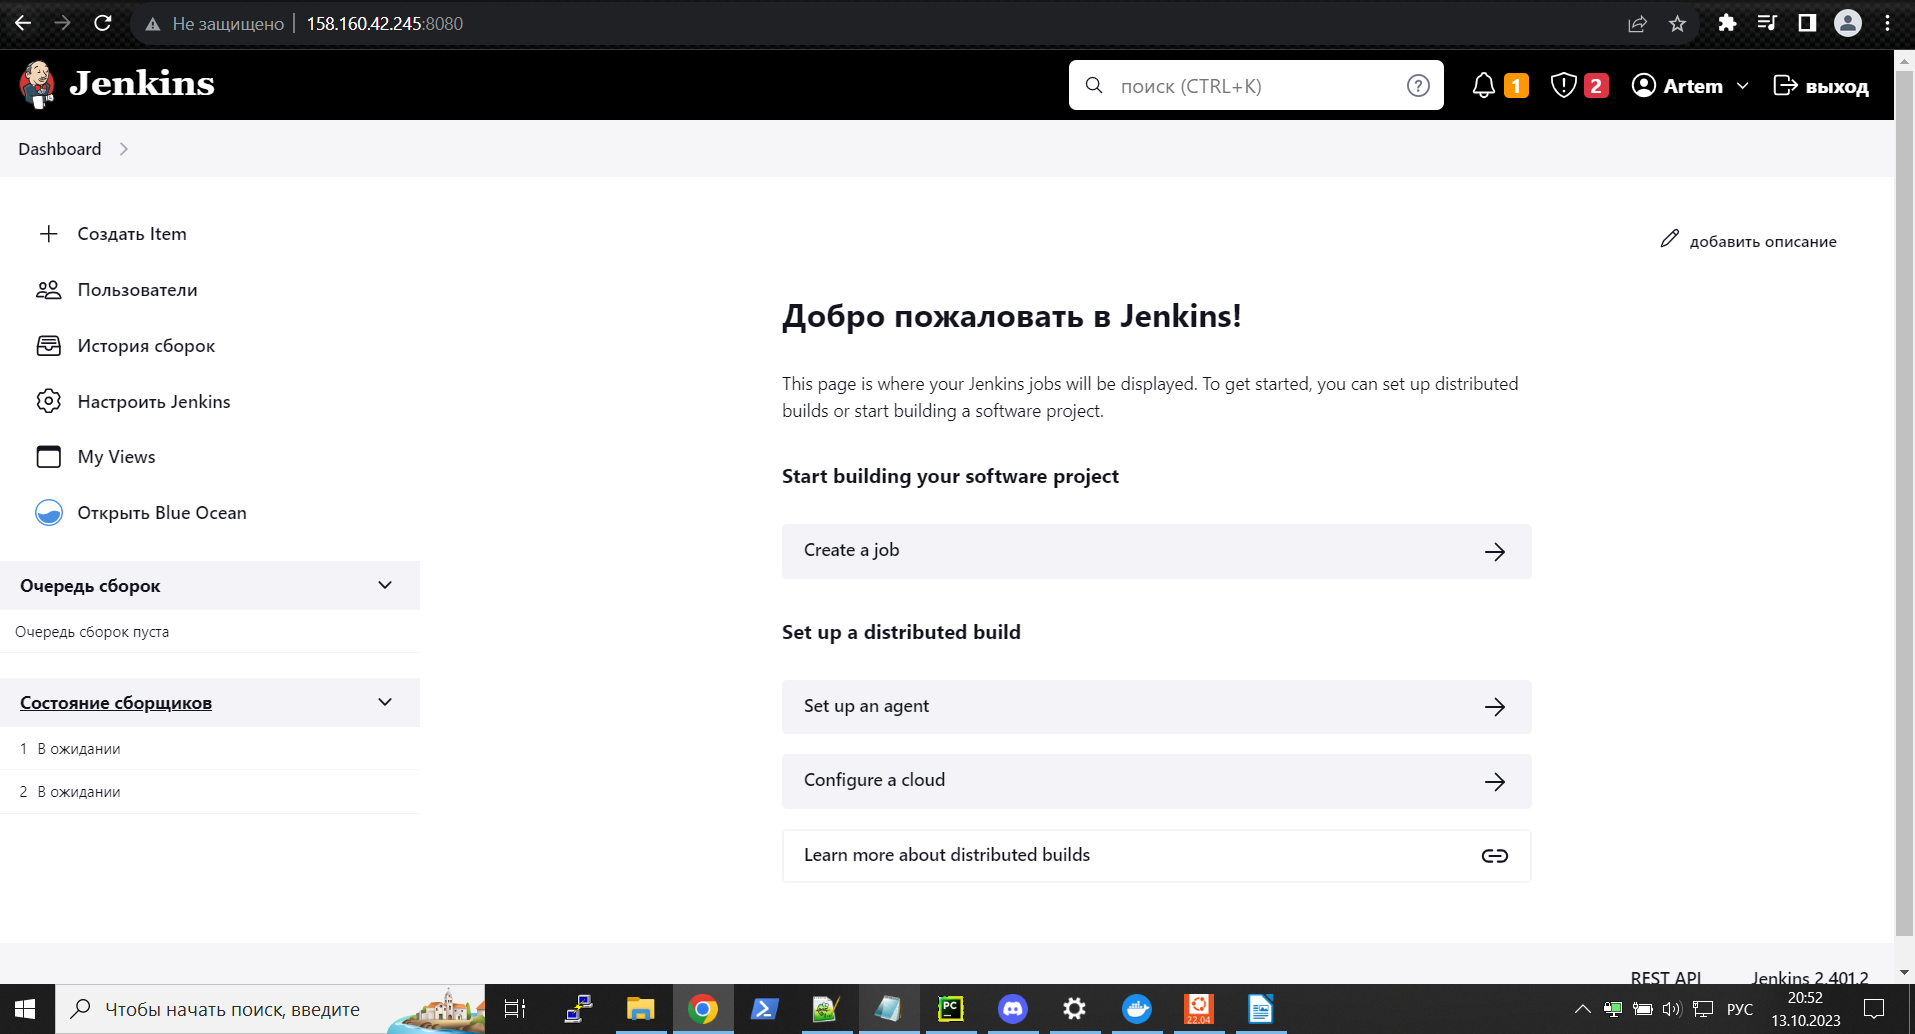 Не защищено 158.160.42.245:8080
Jenkins
поиск (CTRL+K)
1
2
Artem
выход
Dashboard
Создать Item
Пользователи
История сборок
Настроить Jenkins
My Views
Открыть Blue Ocean
Очередь сборок
Очередь сборок пуста
Состояние сборщиков
1 В ожидании
2 В ожидании
добавить описание
Добро пожаловать в Jenkins!
This page is where your Jenkins jobs will be displayed. To get started, you can set up distributed
builds or start building a software project.
Start building your software project
Create a job
Set up a distributed build
Set up an agent
Configure a cloud
Learn more about distributed builds
REST API
Jenkins 2.401.2
Чтобы начать поиск, введите
PC
22.04
РУС
20:52
13.10.2023